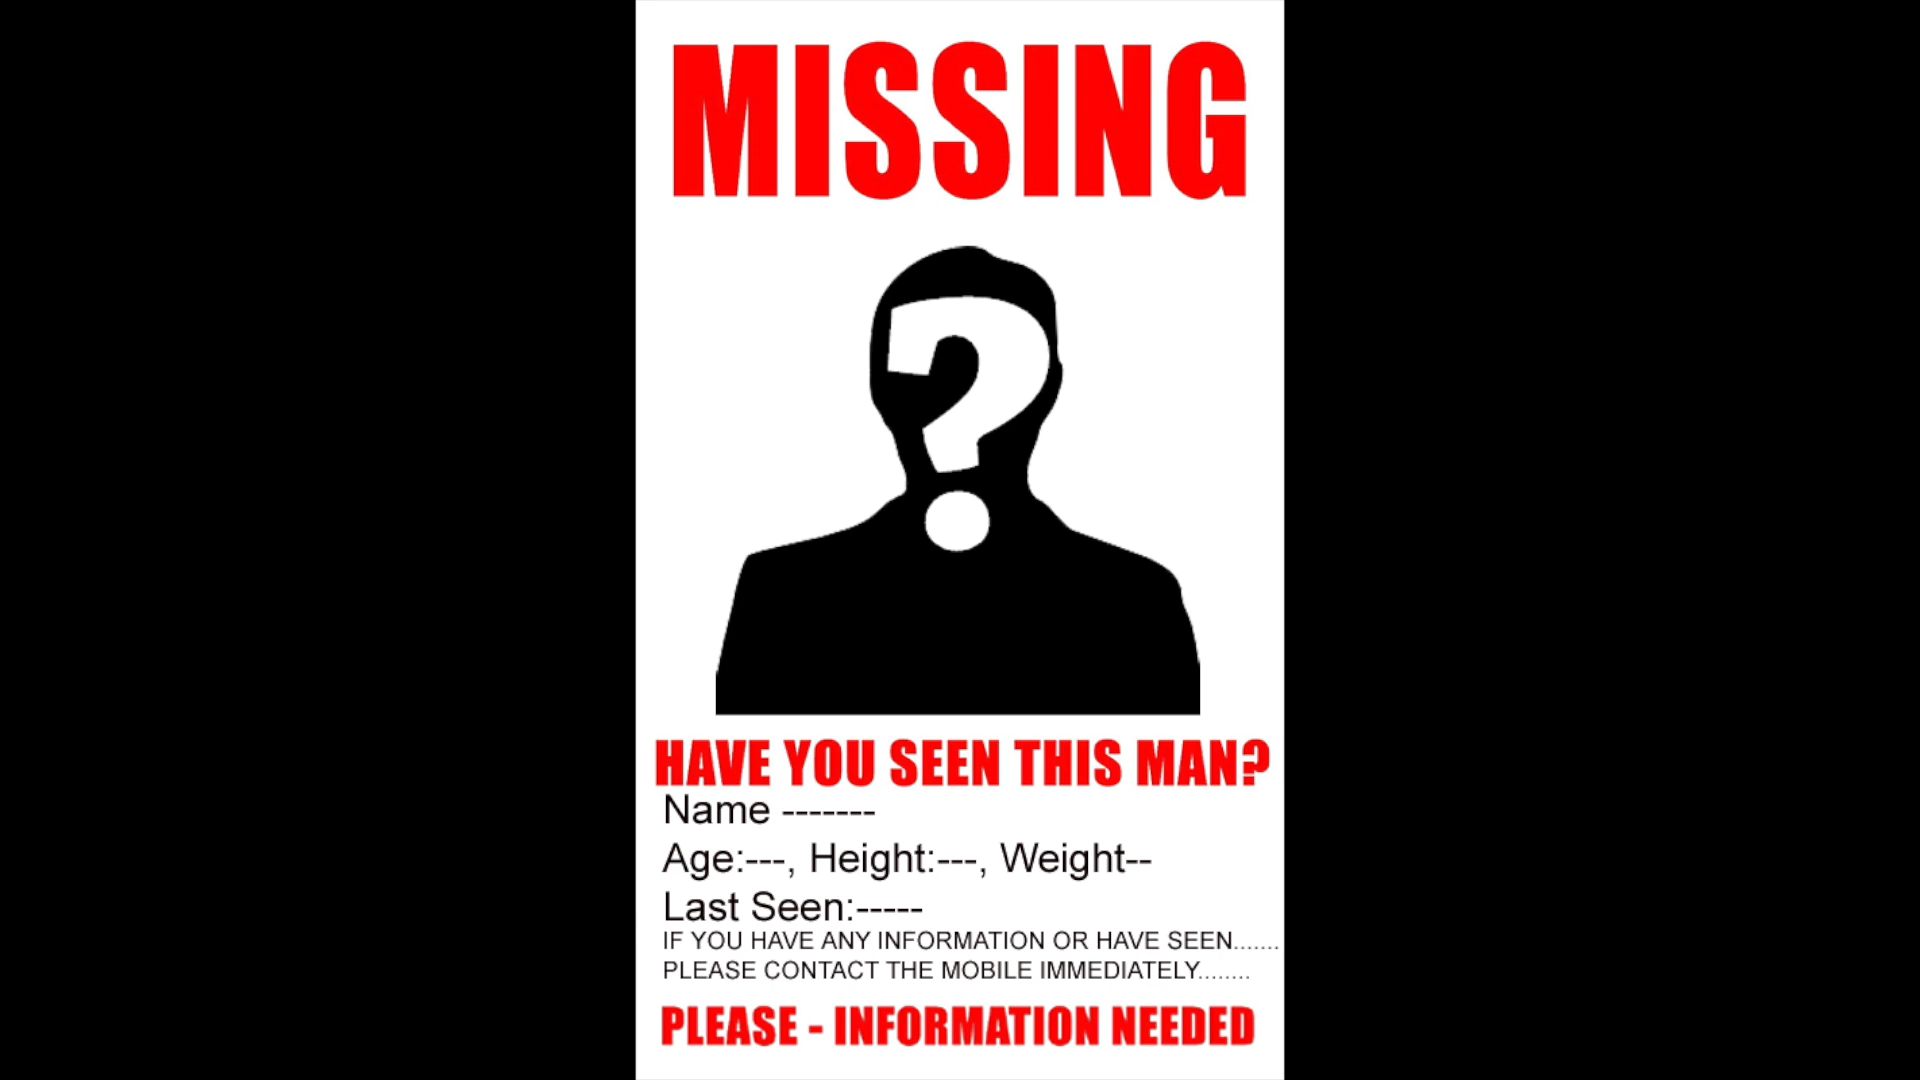 MISSING
?
HAVE YOU SEEN THIS MAN?
Name -------
Age:---, Height:---, Weight--
Last Seen:-----
IF YOU HAVE ANY INFORMATION OR HAVE SEEN.......
PLEASE CONTACT THE MOBILE IMMEDIATELY........
PLEASE - INFORMATION NEEDED